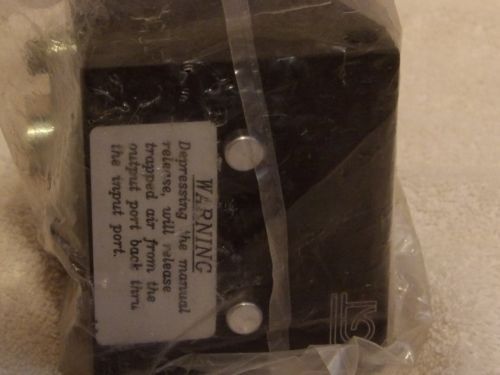 WARNING
Depressing the manual
release, will release
trapped air from the
output port back thru
the input port.